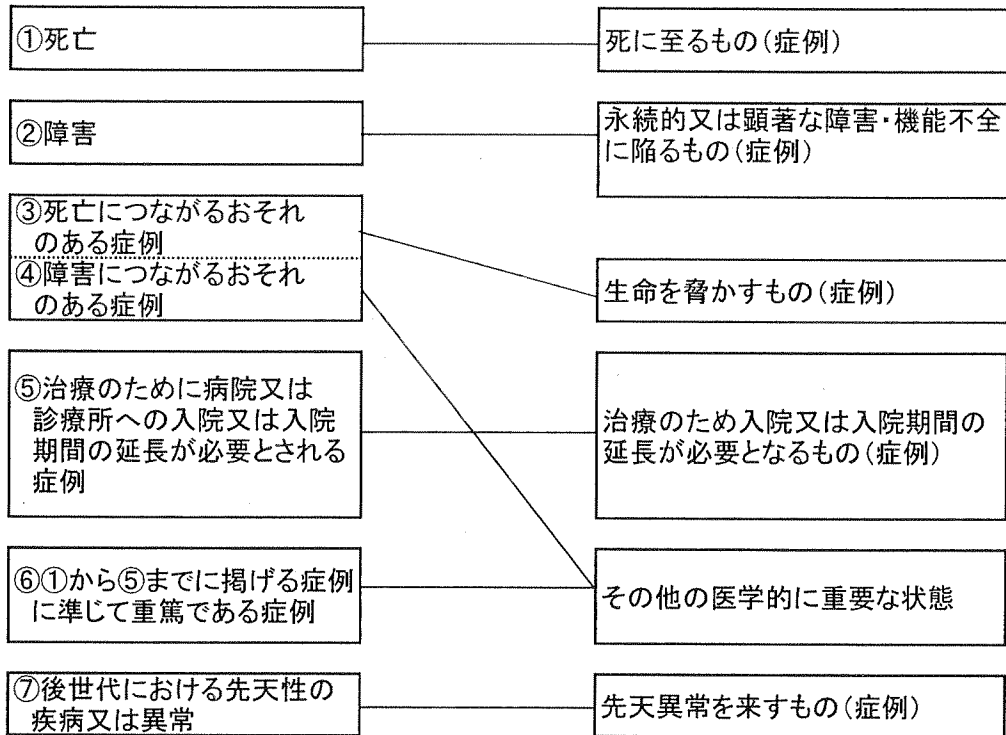 ①死亡
死に至るもの(症例)
②障害
永続的又は顕著な障害・機能不全
に陥るもの(症例)
③死亡につながるおそれ
のある症例
④障害につながるおそれ
のある症例
生命を脅かすもの(症例)
⑤治療のために病院又は
診療所への入院又は入院
期間の延長が必要とされる
症例
治療のため入院又は入院期間の
延長が必要となるもの(症例)
⑥①から⑤までに掲げる症例
に準じて重篤である症例
その他の医学的に重要な状態
⑦後世代における先天性の
疾病又は異常
先天異常を来すもの(症例)